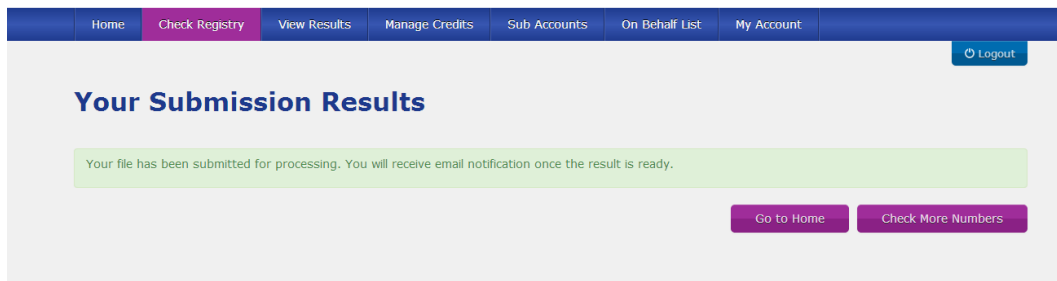 Home Check Registry View Results Manage Credits Sub Accounts On Behalf List My Account
Logout
Your Submission Results
Your file has been submitted for processing. You will receive email notification once the result is ready.
Go to Home Check More Numbers